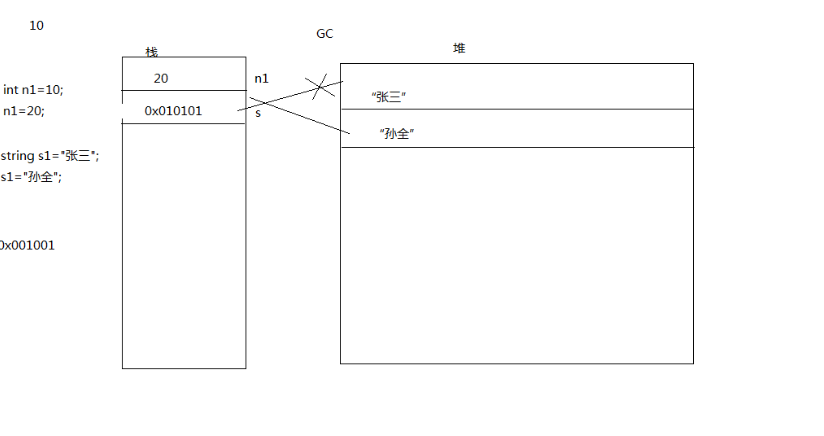 10
GC
栈
堆
20
n1
int n1=10;
"张三"
n1=20;
0x010101
s
"孙全"
string s1="张三";
s1="孙全";
0x001001